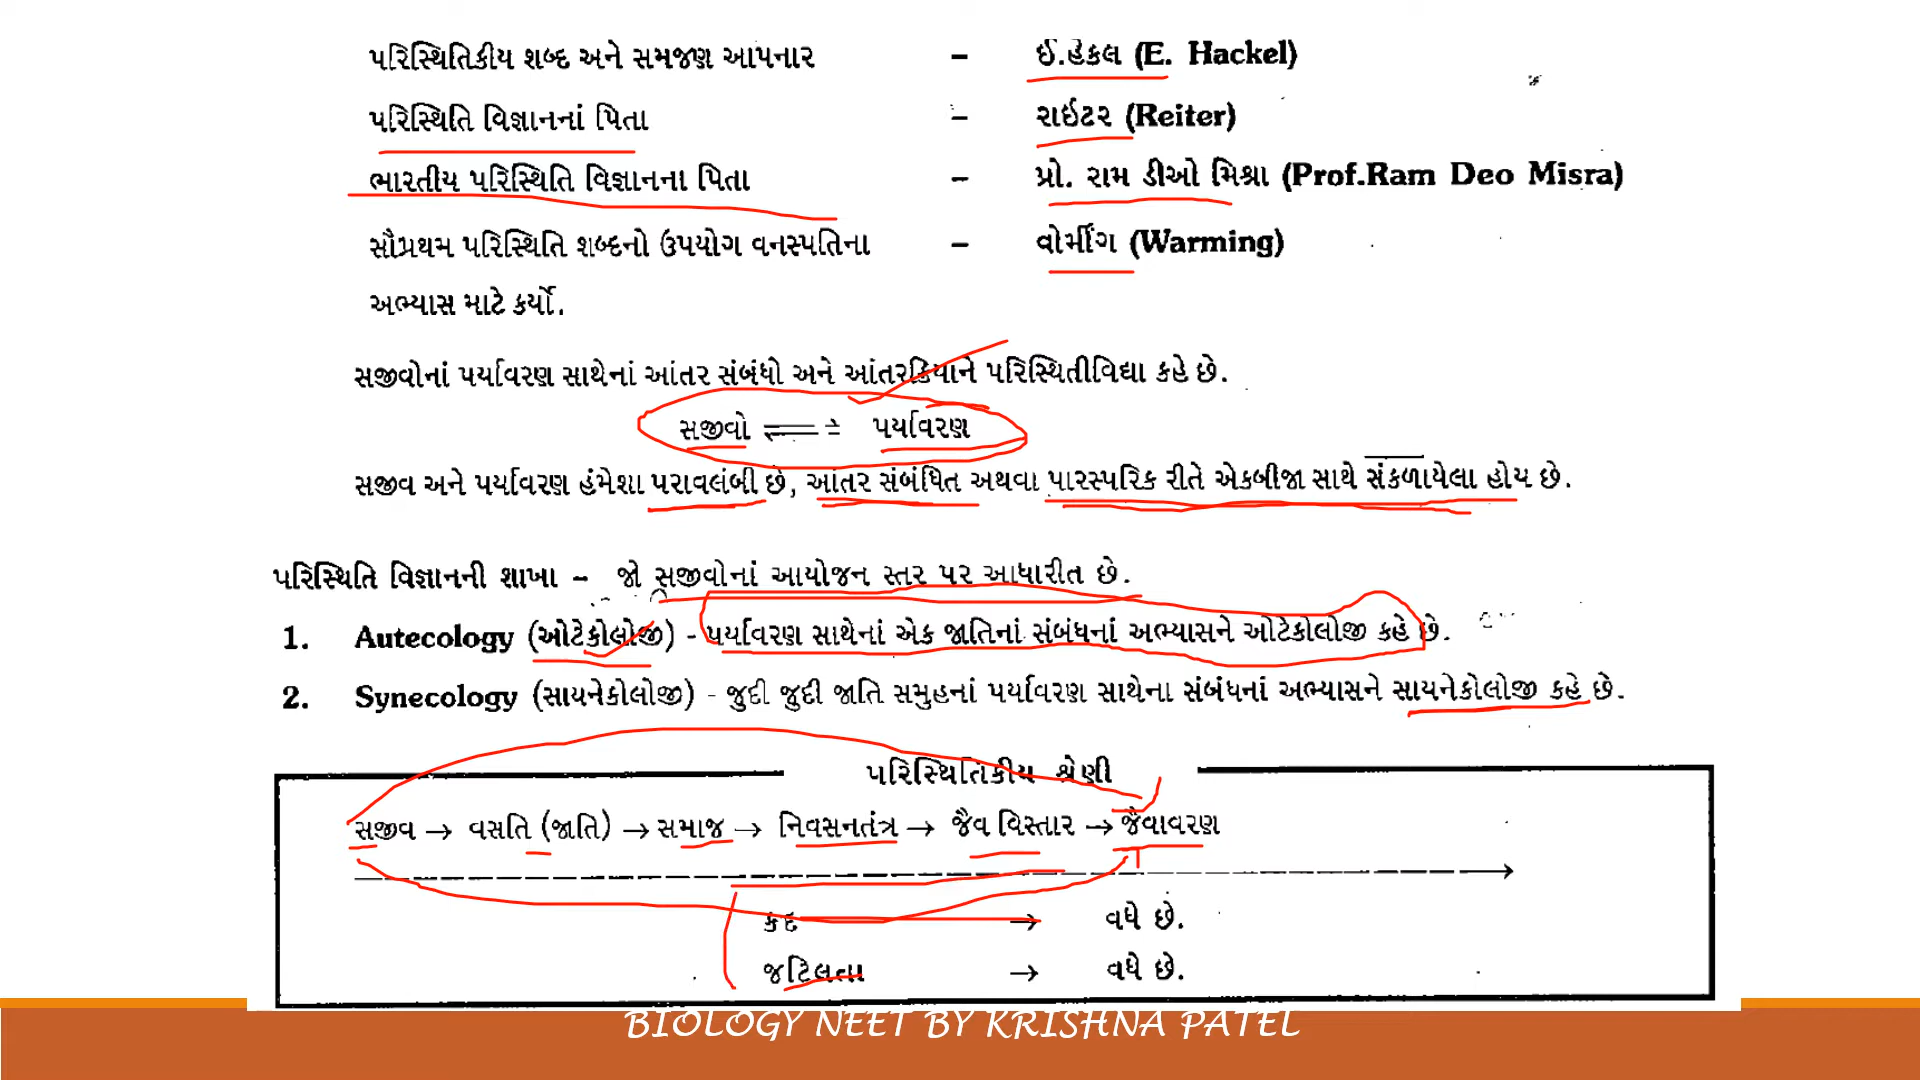 પરિસ્થિતિકીય શબ્દ અને સમજણ આપનાર – ઈ.હેકલ (E. Hackel)
પરિસ્થિતિ વિજ્ઞાનનાં પિતા – રાઇટર (Reiter)
ભારતીય પરિસ્થિતિ વિજ્ઞાનના પિતા – પ્રો. રામ ડીઓ મિશ્રા (Prof.Ram Deo Misra)
સૌપ્રથમ પરિસ્થિતિ શબ્દનો ઉપયોગ વનસ્પતિના – વોર્મીંગ (Warming)
અભ્યાસ માટે કર્યો.
સજીવોનાં પર્યાવરણ સાથેનાં આંતર સંબંધો અને આંતરક્રિયાને પરિસ્થિતીવિદ્યા કહે છે.
સજીવો ⇌ પર્યાવરણ
સજીવ અને પર્યાવરણ હંમેશા પરાવલંબી છે, આંતર સંબંધિત અથવા પારસ્પરિક રીતે એકબીજા સાથે સંકળાયેલા હોય છે.
પરિસ્થિતિ વિજ્ઞાનની શાખા – જો સજીવોનાં આયોજન સ્તર પર આધારીત છે.
1. Autecology (ઓટેકોલોજી) - પર્યાવરણ સાથેનાં એક જાતિનાં સંબંધનાં અભ્યાસને ઓટેકોલોજી કહે છે.
2. Synecology (સાયનેકોલોજી) - જુદી જુદી જાતિ સમુહનાં પર્યાવરણ સાથેના સંબંધનાં અભ્યાસને સાયનેકોલોજી કહે છે.
પરિસ્થિતિકીય શ્રેણી
સજીવ → વસતિ (જાતિ) → સમાજ → નિવસનતંત્ર → જૈવ વિસ્તાર → જૈવાવરણ
કદ → વધે છે.
જટિલતા → વધે છે.
BIOLOGY NEET BY KRISHNA PATEL